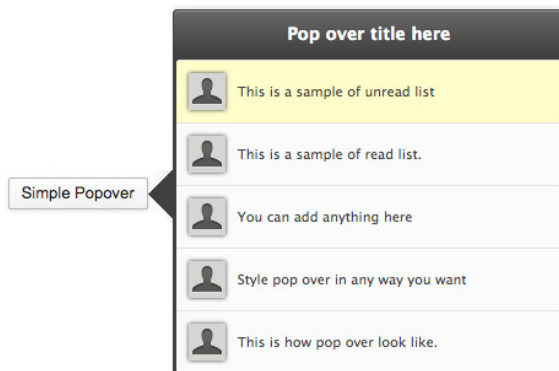 Pop over title here
This is a sample of unread list
This is a sample of read list.
Simple Popover
You can add anything here
Style pop over in any way you want
This is how pop over look like.